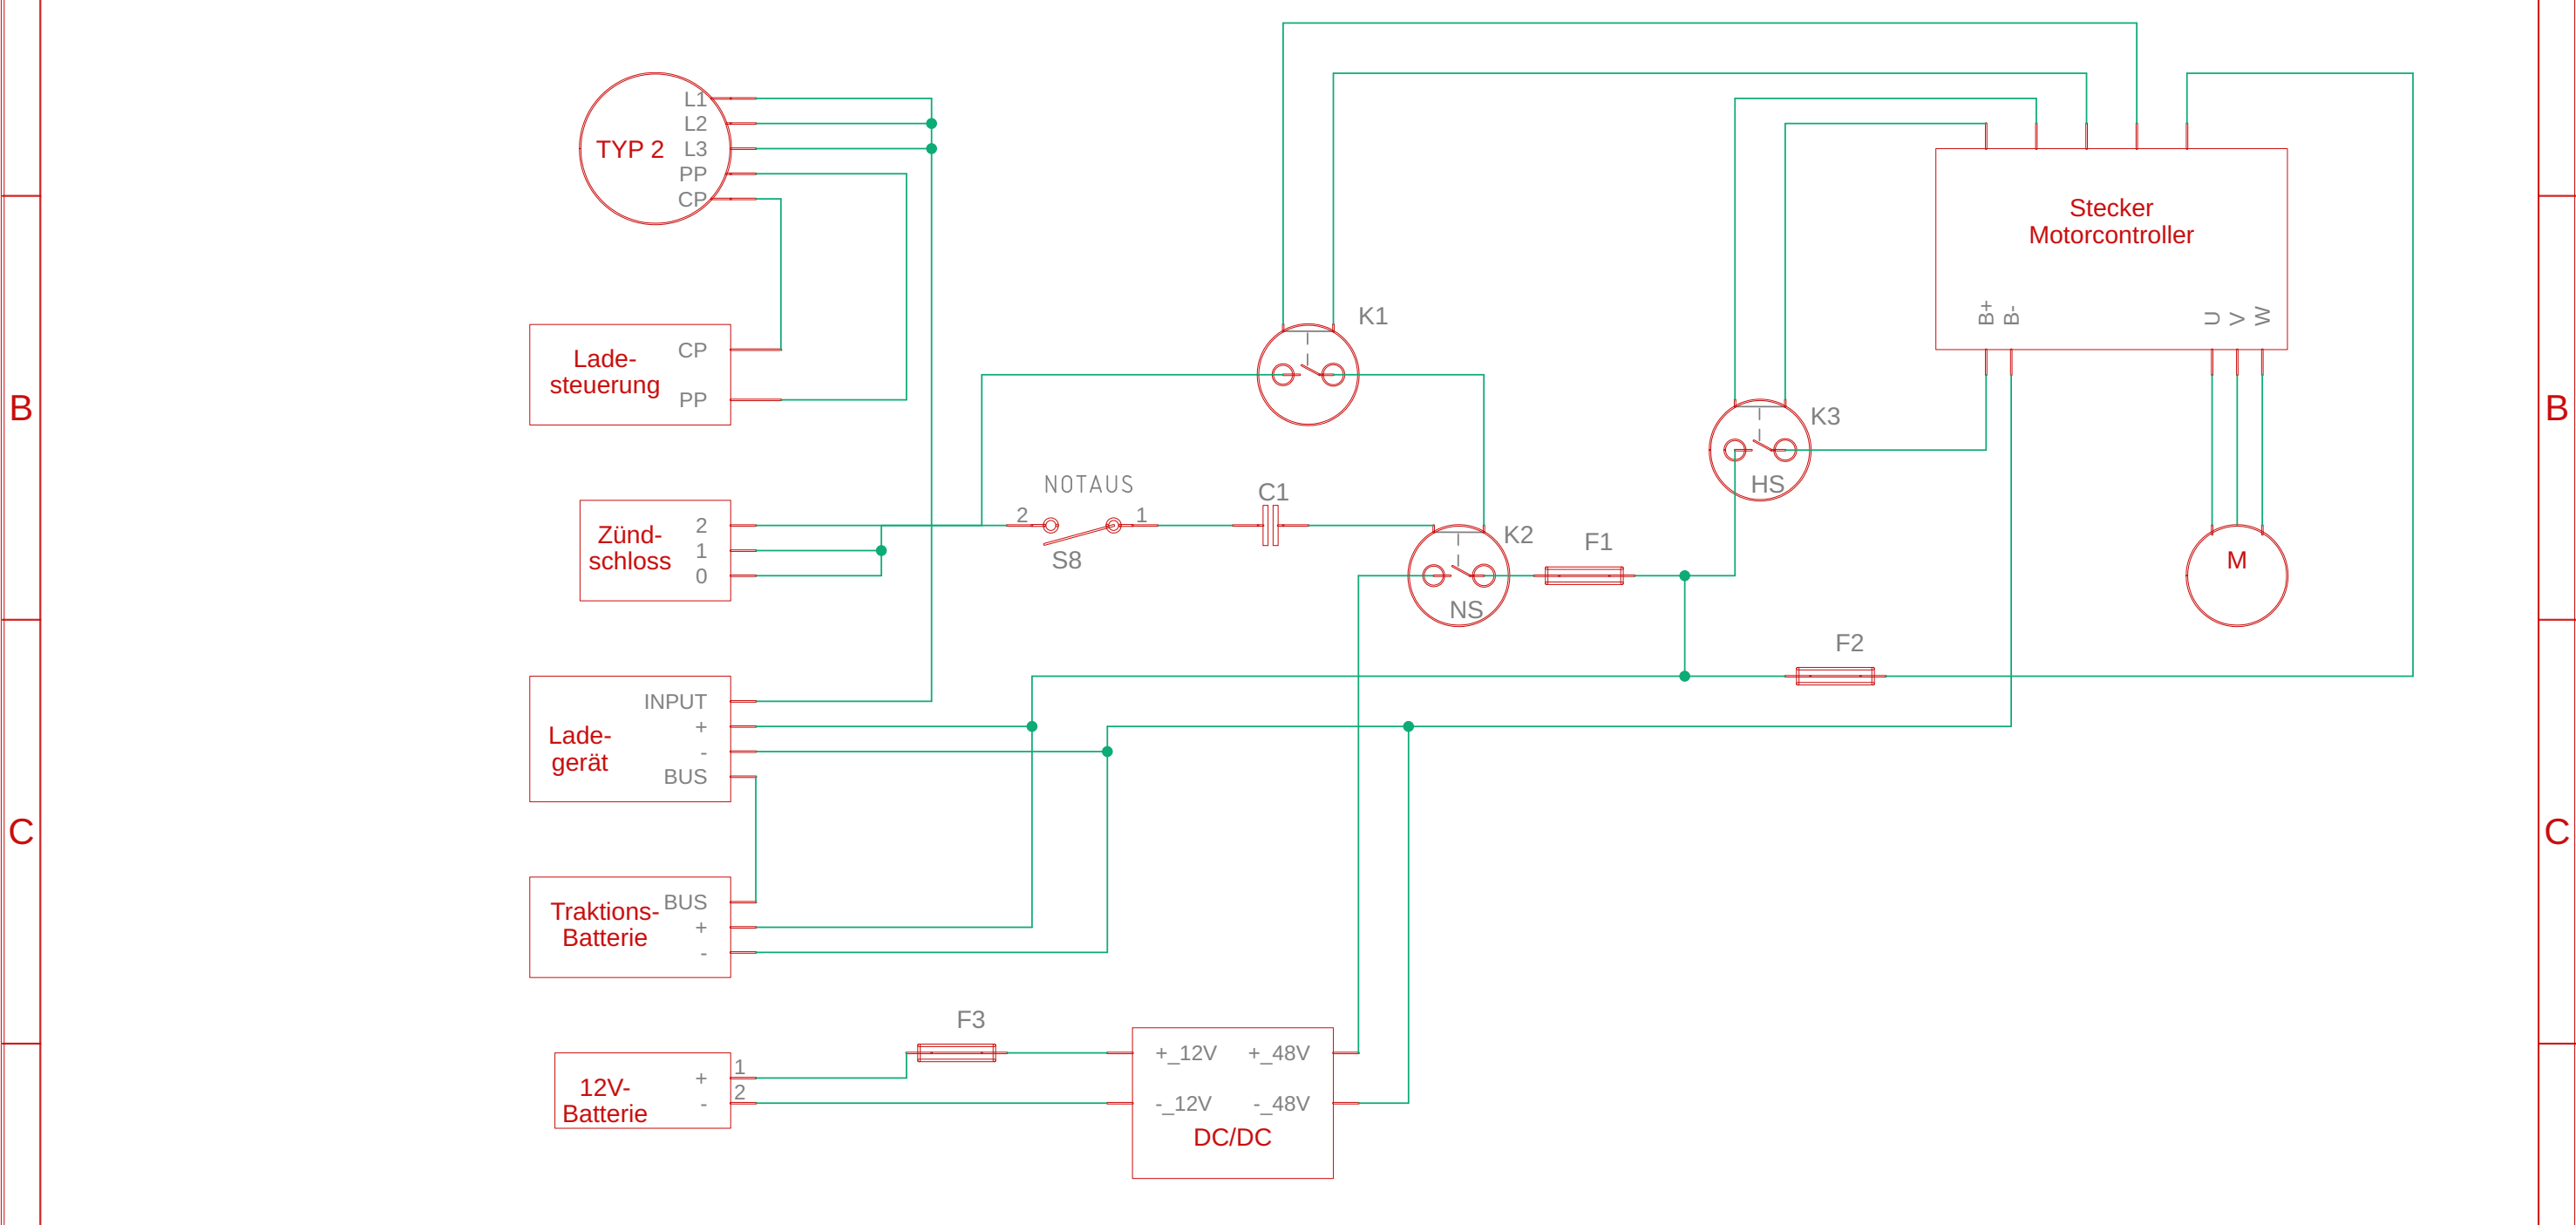 L1
L2
TYP 2 L3
PP
CP
Stecker
Motorcontroller
B+ B- U V W
K1
Lade-
steuerung
CP
PP
K3
HS
B
B
NOTAUS
2 1
S8
C1
K2
NS
F1
Zünd-
schloss
2
1
0
M
F2
Lade-
gerät
INPUT
+
-
BUS
C
C
Traktions-
Batterie
BUS
+
-
F3
12V-
Batterie
+ 1
- 2
+_12V +_48V
-_12V -_48V
DC/DC